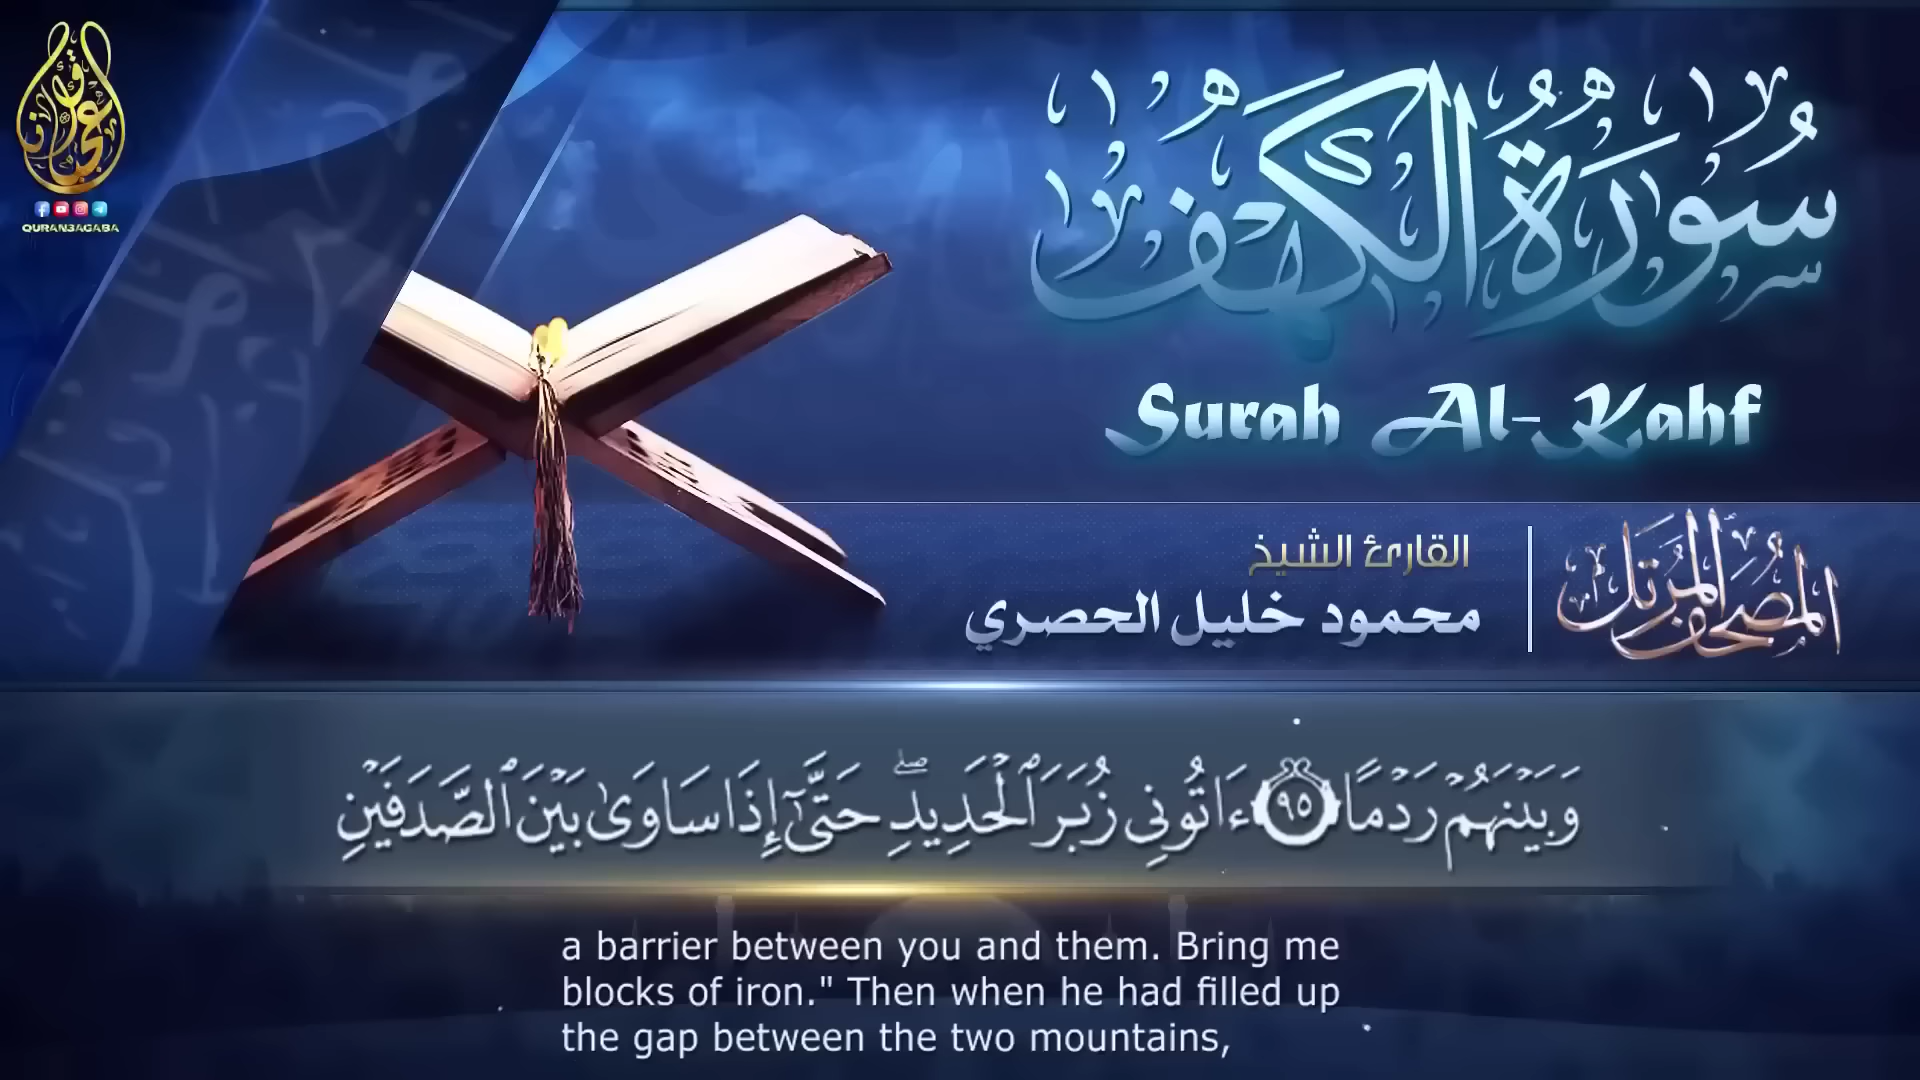 QURAN3AGABA
سُورَةُ الكَهْفِ
Surah Al-Kahf
القارئ الشيخ
محمود خليل الحصري
المصحف المرتل
وَبَيْنَهُمْ رَدْمًا ٩٥ ءَاتُونِى زُبَرَ ٱلْحَدِيدِ ۖ حَتَّىٰٓ إِذَا سَاوَىٰ بَيْنَ ٱلصَّدَفَيْنِ
a barrier between you and them. Bring me
blocks of iron." Then when he had filled up
the gap between the two mountains,